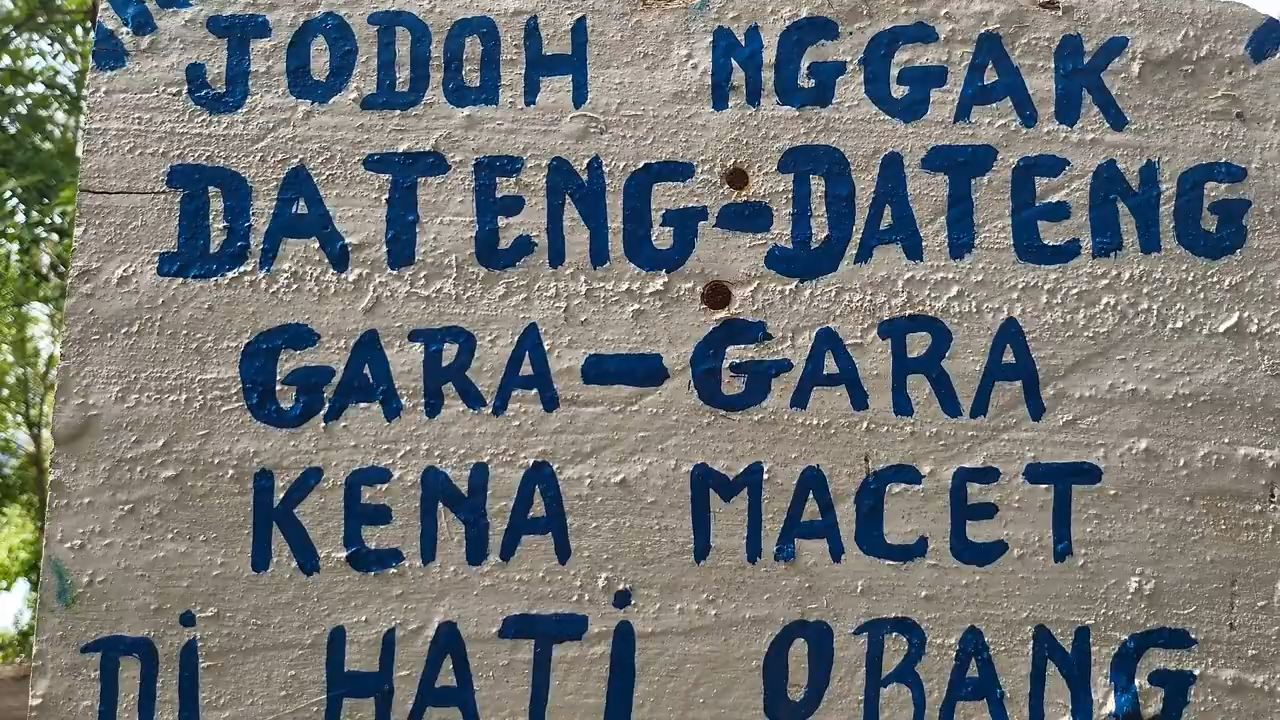 JODOH NGGAK
DATENG-DATENG
GARA-GARA
KENA MACET
Di HATi ORANG